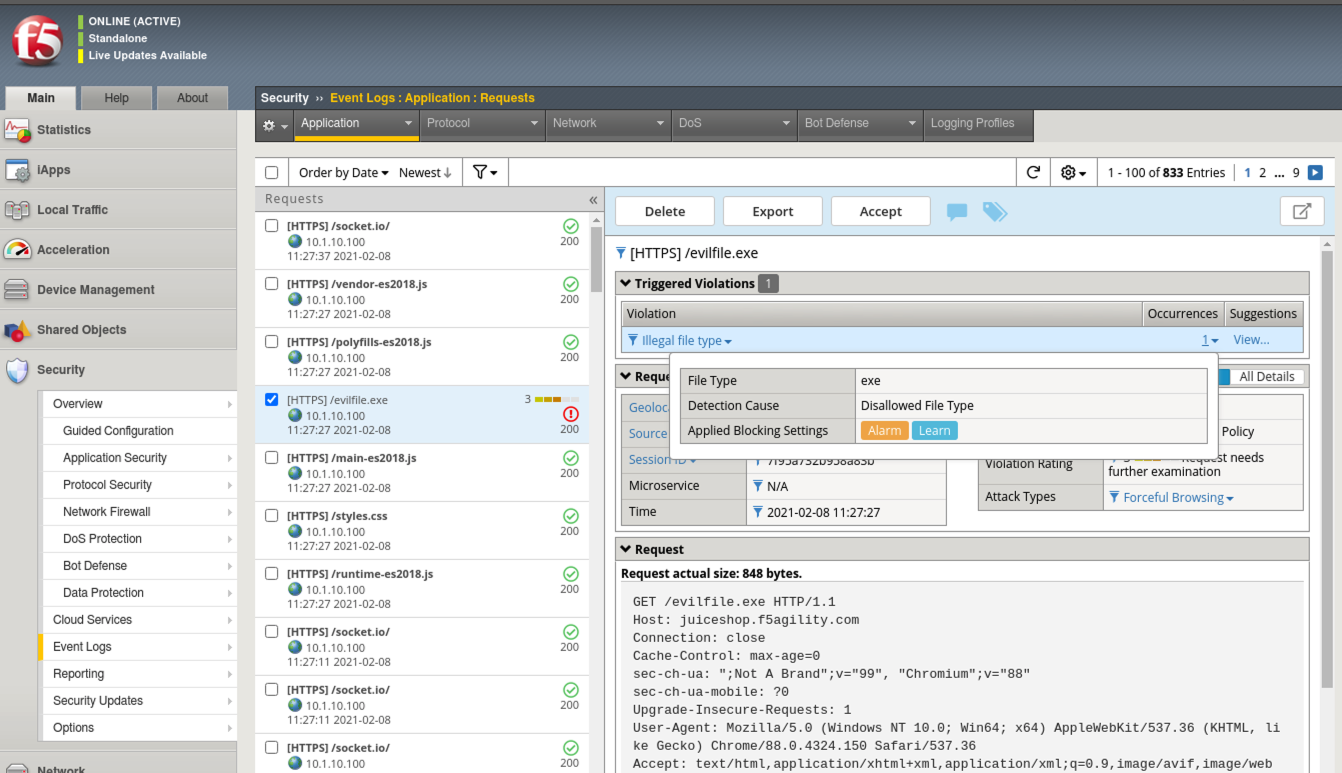 f5
ONLINE (ACTIVE)
Standalone
Live Updates Available
Main
Help
About
Security ›› Event Logs : Application : Requests
Application
Protocol
Network
DoS
Bot Defense
Logging Profiles
Statistics
iApps
Local Traffic
Acceleration
Device Management
Shared Objects
Security
Overview
Guided Configuration
Application Security
Protocol Security
Network Firewall
DoS Protection
Bot Defense
Data Protection
Cloud Services
Event Logs
Reporting
Security Updates
Options
Network
Order by Date Newest
1 - 100 of 833 Entries 1 2 ... 9
Requests «
[HTTPS] /socket.io/
10.1.10.100 200
11:27:37 2021-02-08
[HTTPS] /vendor-es2018.js
10.1.10.100 200
11:27:27 2021-02-08
[HTTPS] /polyfills-es2018.js
10.1.10.100 200
11:27:27 2021-02-08
[HTTPS] /evilfile.exe 3
10.1.10.100
11:27:27 2021-02-08 200
[HTTPS] /main-es2018.js
10.1.10.100 200
11:27:27 2021-02-08
[HTTPS] /styles.css
10.1.10.100 200
11:27:27 2021-02-08
[HTTPS] /runtime-es2018.js
10.1.10.100 200
11:27:27 2021-02-08
[HTTPS] /socket.io/
10.1.10.100 200
11:27:11 2021-02-08
[HTTPS] /socket.io/
10.1.10.100 200
11:27:11 2021-02-08
[HTTPS] /socket.io/
10.1.10.100 200
Delete
Export
Accept
[HTTPS] /evilfile.exe
Triggered Violations 1
Violation Occurrences Suggestions
Illegal file type 1 View...
File Type exe
Detection Cause Disallowed File Type
Applied Blocking Settings Alarm Learn
Reque
All Details
Geoloc
Source
Policy
Session ID 7f95a732b958a83b
Microservice N/A
Time 2021-02-08 11:27:27
Violation Rating 3 Request needs
further examination
Attack Types Forceful Browsing
Request
Request actual size: 848 bytes.
GET /evilfile.exe HTTP/1.1
Host: juiceshop.f5agility.com
Connection: close
Cache-Control: max-age=0
sec-ch-ua: ";Not A Brand";v="99", "Chromium";v="88"
sec-ch-ua-mobile: ?0
Upgrade-Insecure-Requests: 1
User-Agent: Mozilla/5.0 (Windows NT 10.0; Win64; x64) AppleWebKit/537.36 (KHTML, li
ke Gecko) Chrome/88.0.4324.150 Safari/537.36
Accept: text/html,application/xhtml+xml,application/xml;q=0.9,image/avif,image/web